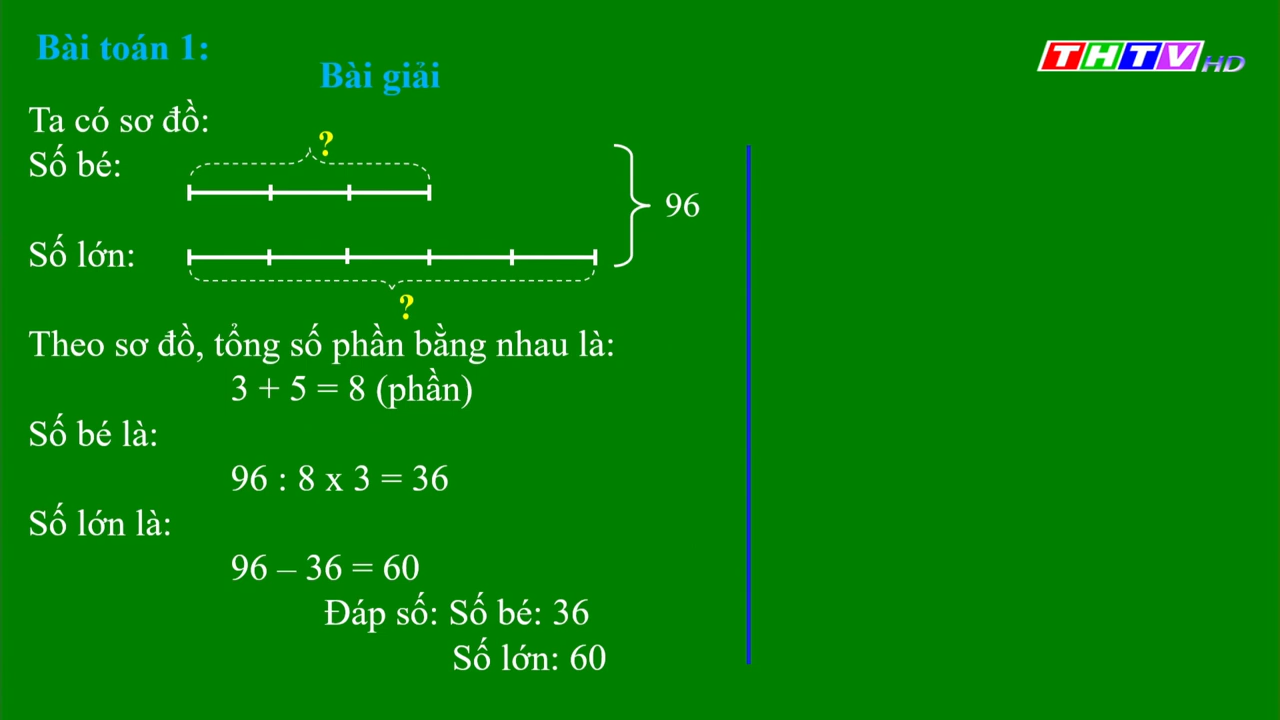 Bài toán 1:
Bài giải
THTV HD
Ta có sơ đồ:
?
Số bé:
96
Số lớn:
?
Theo sơ đồ, tổng số phần bằng nhau là:
3 + 5 = 8 (phần)
Số bé là:
96 : 8 x 3 = 36
Số lớn là:
96 – 36 = 60
Đáp số: Số bé: 36
Số lớn: 60